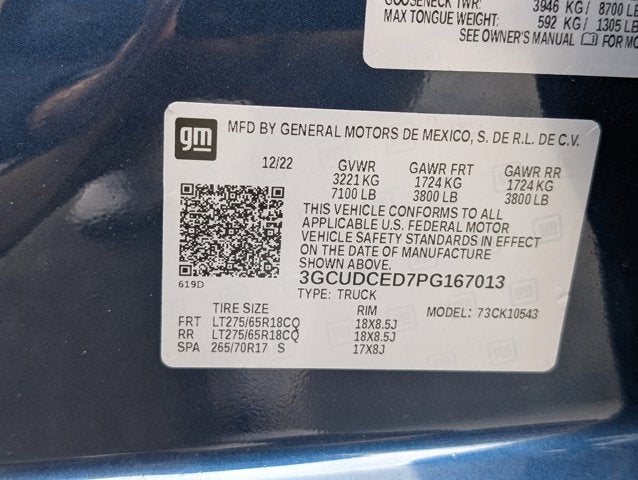 GOOSENECK TWR: 3946 KG/ 8700 LB
MAX TONGUE WEIGHT: 592 KG/ 1305 LB
SEE OWNER'S MANUAL FOR MO
gm
MFD BY GENERAL MOTORS DE MEXICO, S. DE R.L. DE C.V.
12/22 GVWR GAWR FRT GAWR RR
3221 KG 1724 KG 1724 KG
7100 LB 3800 LB 3800 LB
THIS VEHICLE CONFORMS TO ALL
APPLICABLE U.S. FEDERAL MOTOR
VEHICLE SAFETY STANDARDS IN EFFECT
ON THE DATE OF MANUFACTURE
SHOWN ABOVE.
619D
3GCUDCED7PG167013
TYPE: TRUCK
TIRE SIZE RIM MODEL: 73CK10543
FRT LT275/65R18CQ 18X8.5J
RR LT275/65R18CQ 18X8.5J
SPA 265/70R17 S 17X8J